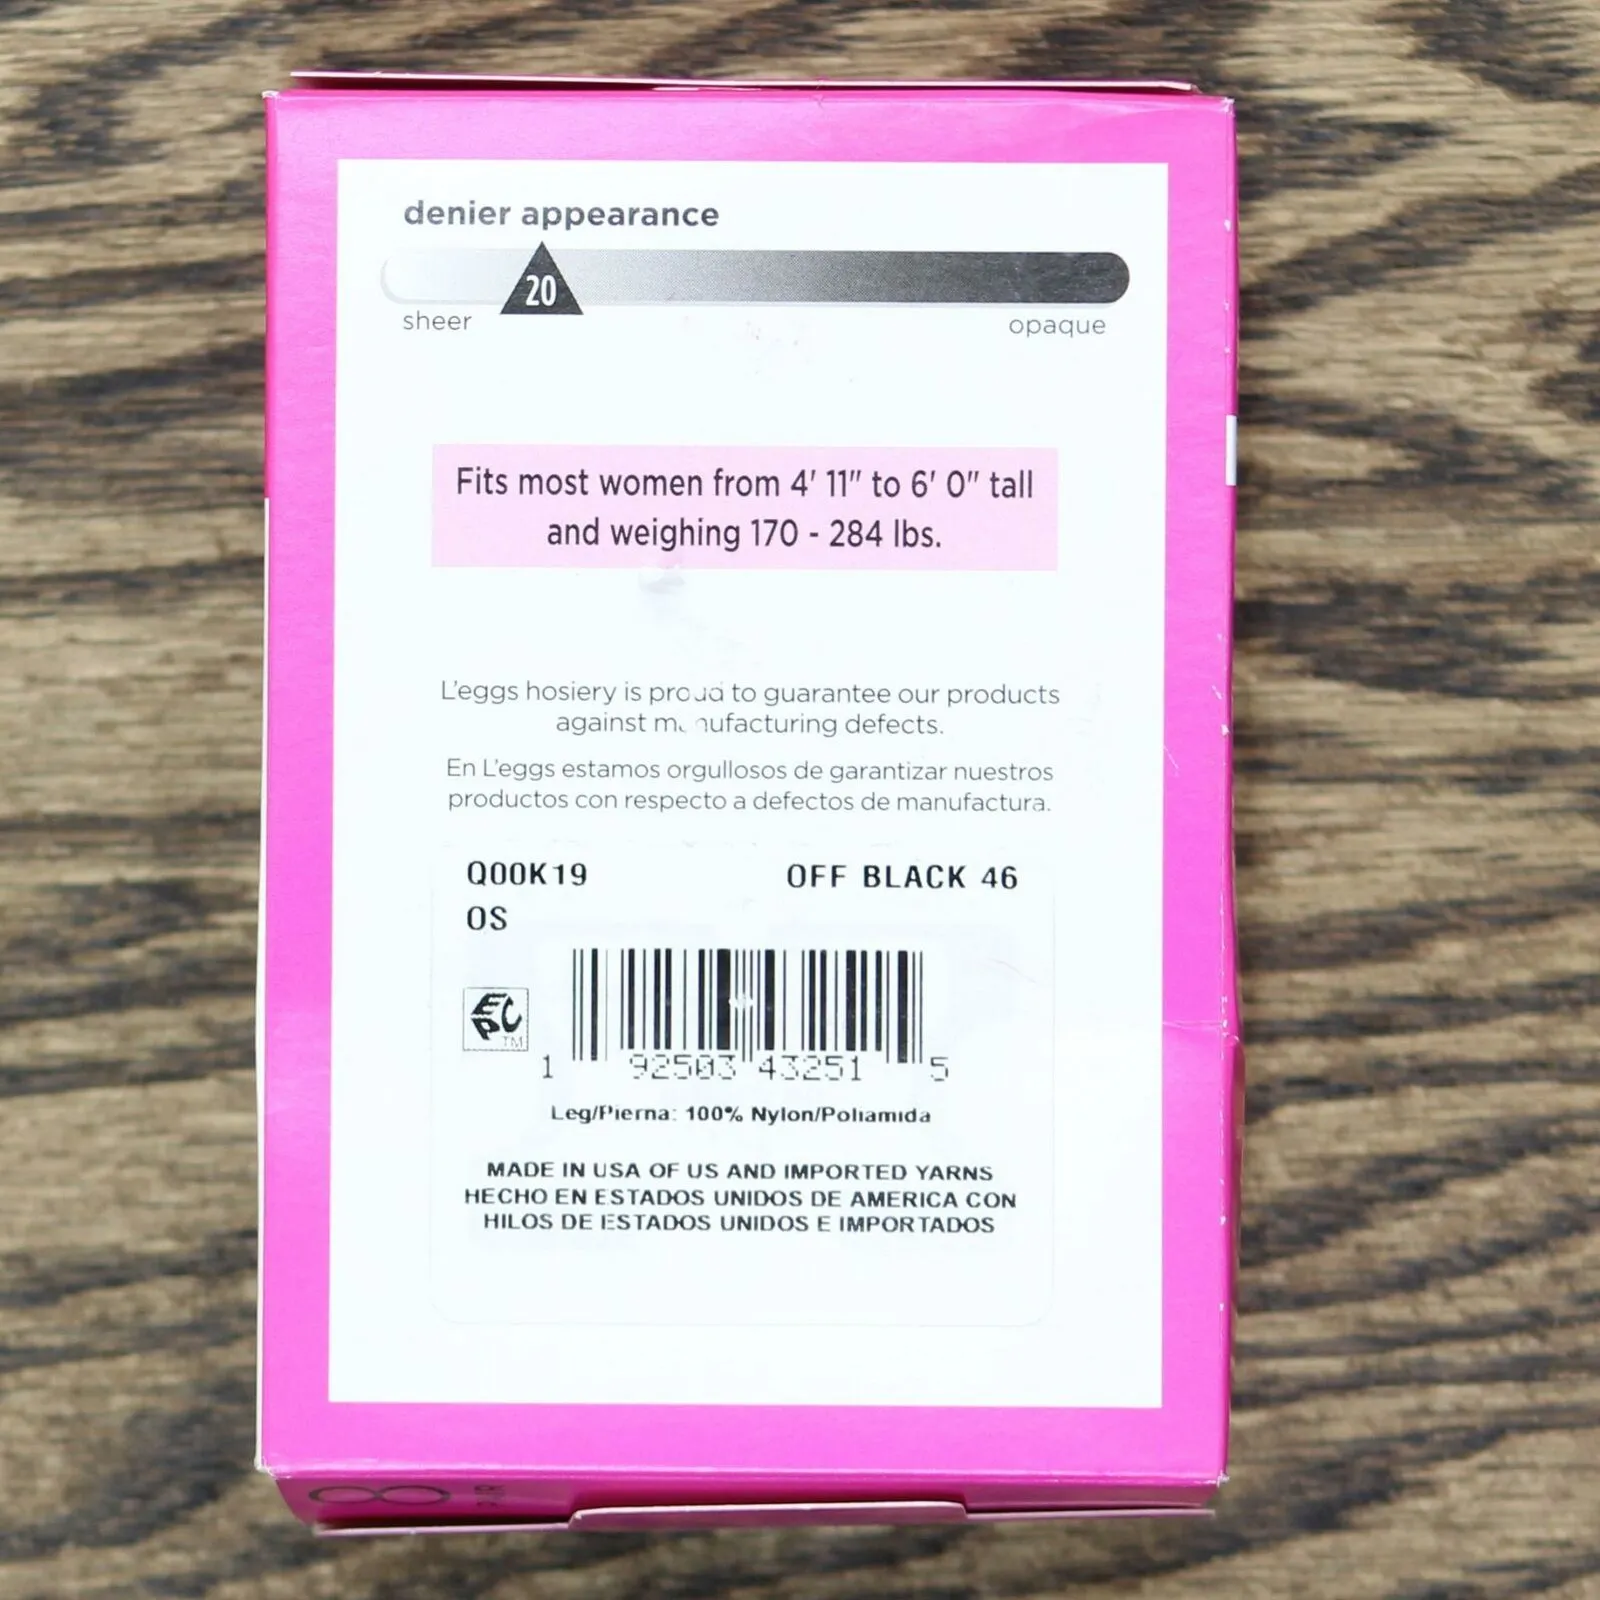 denier appearance
20
sheer
opaque
Fits most women from 4' 11" to 6' 0" tall
and weighing 170 - 284 lbs.
L'eggs hosiery is proud to guarantee our products
against manufacturing defects.
En L'eggs estamos orgullosos de garantizar nuestros
productos con respecto a defectos de manufactura.
Q00K19
OFF BLACK 46
OS
EPC
TM
1 92503 43251 5
Leg/Pierna: 100% Nylon/Poliamida
MADE IN USA OF US AND IMPORTED YARNS
HECHO EN ESTADOS UNIDOS DE AMERICA CON
HILOS DE ESTADOS UNIDOS E IMPORTADOS